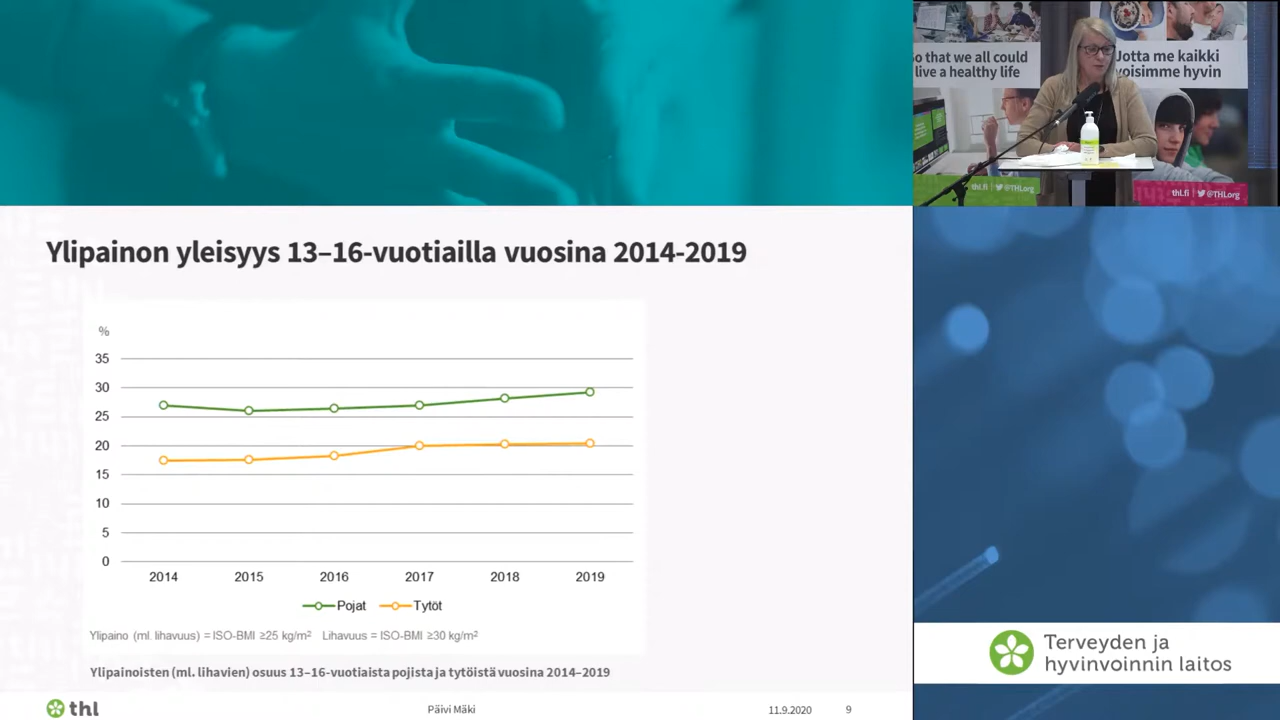 So that we all could
live a healthy life
Jotta me kaikki
voisimme hyvin
thl.fi | @THLorg
thl.fi | @THLorg
Ylipainon yleisyys 13–16-vuotiailla vuosina 2014-2019
%
35
30
25
20
15
10
5
0
2014 2015 2016 2017 2018 2019
Pojat Tytöt
Ylipaino (ml. lihavuus) = ISO-BMI ≥25 kg/m² Lihavuus = ISO-BMI ≥30 kg/m²
Ylipainoisten (ml. lihavien) osuus 13–16-vuotiaista pojista ja tytöistä vuosina 2014–2019
thl Päivi Mäki 11.9.2020 9
Terveyden ja
hyvinvoinnin laitos